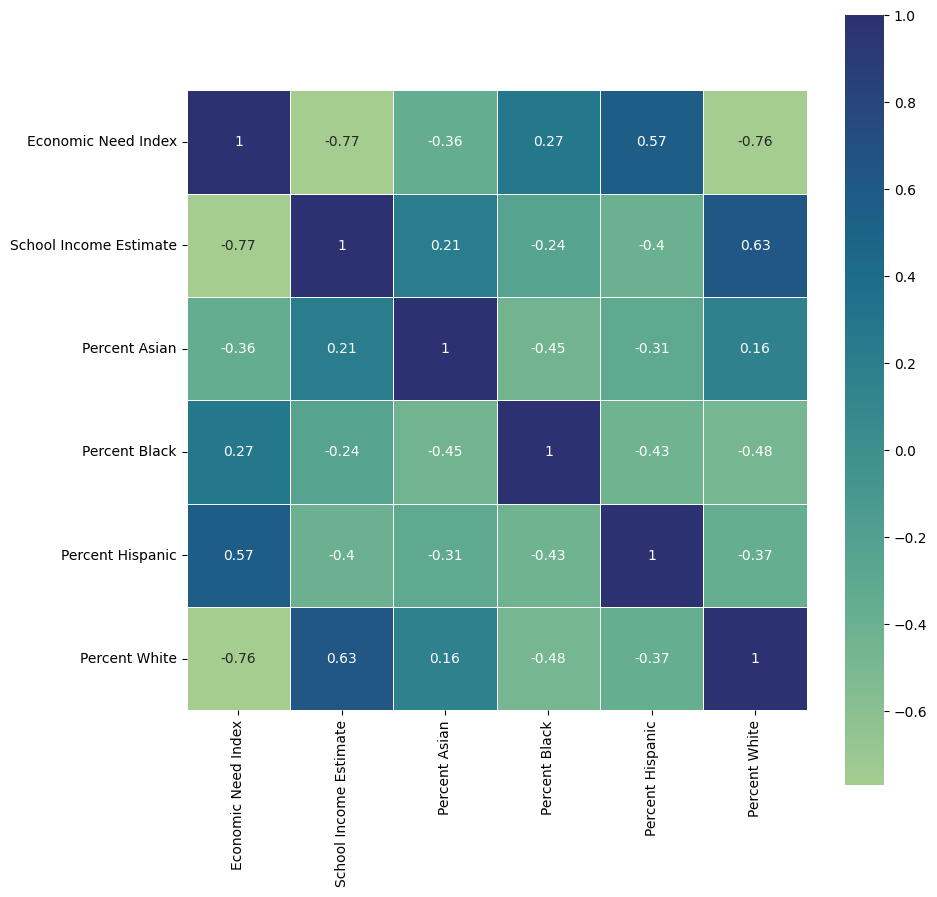 1.0
0.8
0.6
0.4
0.2
0.0
−0.2
−0.4
−0.6
Economic Need Index 1 -0.77 -0.36 0.27 0.57 -0.76
School Income Estimate -0.77 1 0.21 -0.24 -0.4 0.63
Percent Asian -0.36 0.21 1 -0.45 -0.31 0.16
Percent Black 0.27 -0.24 -0.45 1 -0.43 -0.48
Percent Hispanic 0.57 -0.4 -0.31 -0.43 1 -0.37
Percent White -0.76 0.63 0.16 -0.48 -0.37 1
Economic Need Index
School Income Estimate
Percent Asian
Percent Black
Percent Hispanic
Percent White